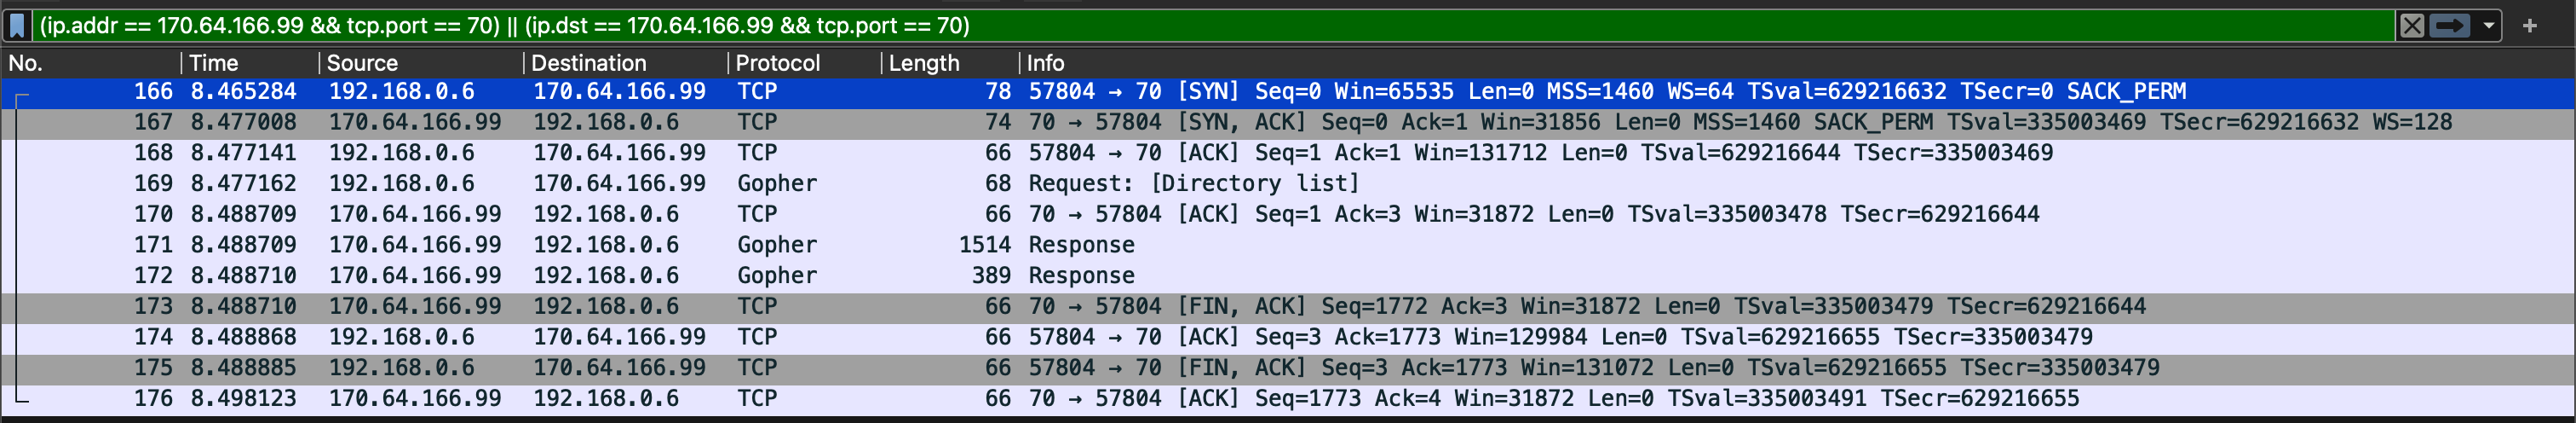 (ip.addr == 170.64.166.99 && tcp.port == 70) || (ip.dst == 170.64.166.99 && tcp.port == 70)
No. Time Source Destination Protocol Length Info
166 8.465284 192.168.0.6 170.64.166.99 TCP 78 57804 → 70 [SYN] Seq=0 Win=65535 Len=0 MSS=1460 WS=64 TSval=629216632 TSecr=0 SACK_PERM
167 8.477008 170.64.166.99 192.168.0.6 TCP 74 70 → 57804 [SYN, ACK] Seq=0 Ack=1 Win=31856 Len=0 MSS=1460 SACK_PERM TSval=335003469 TSecr=629216632 WS=128
168 8.477141 192.168.0.6 170.64.166.99 TCP 66 57804 → 70 [ACK] Seq=1 Ack=1 Win=131712 Len=0 TSval=629216644 TSecr=335003469
169 8.477162 192.168.0.6 170.64.166.99 Gopher 68 Request: [Directory list]
170 8.488709 170.64.166.99 192.168.0.6 TCP 66 70 → 57804 [ACK] Seq=1 Ack=3 Win=31872 Len=0 TSval=335003478 TSecr=629216644
171 8.488709 170.64.166.99 192.168.0.6 Gopher 1514 Response
172 8.488710 170.64.166.99 192.168.0.6 Gopher 389 Response
173 8.488710 170.64.166.99 192.168.0.6 TCP 66 70 → 57804 [FIN, ACK] Seq=1772 Ack=3 Win=31872 Len=0 TSval=335003479 TSecr=629216644
174 8.488868 192.168.0.6 170.64.166.99 TCP 66 57804 → 70 [ACK] Seq=3 Ack=1773 Win=129984 Len=0 TSval=629216655 TSecr=335003479
175 8.488885 192.168.0.6 170.64.166.99 TCP 66 57804 → 70 [FIN, ACK] Seq=3 Ack=1773 Win=131072 Len=0 TSval=629216655 TSecr=335003479
176 8.498123 170.64.166.99 192.168.0.6 TCP 66 70 → 57804 [ACK] Seq=1773 Ack=4 Win=31872 Len=0 TSval=335003491 TSecr=629216655